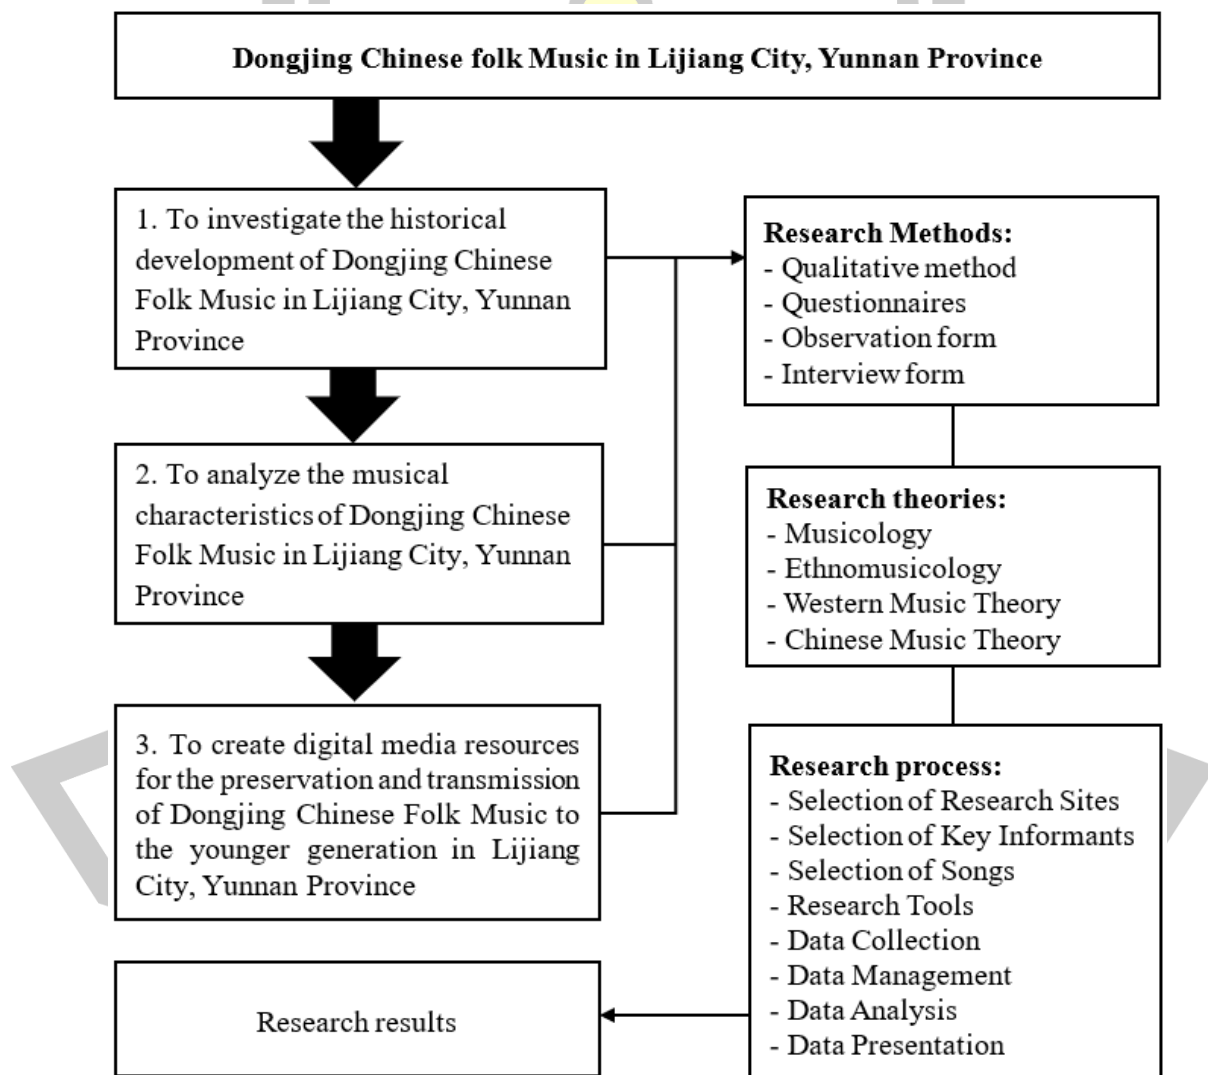 Dongjing Chinese folk Music in Lijiang City, Yunnan Province
1. To investigate the historical
development of Dongjing Chinese
Folk Music in Lijiang City, Yunnan
Province
2. To analyze the musical
characteristics of Dongjing Chinese
Folk Music in Lijiang City, Yunnan
Province
3. To create digital media resources
for the preservation and transmission
of Dongjing Chinese Folk Music to
the younger generation in Lijiang
City, Yunnan Province
Research Methods:
- Qualitative method
- Questionnaires
- Observation form
- Interview form
Research theories:
- Musicology
- Ethnomusicology
- Western Music Theory
- Chinese Music Theory
Research process:
- Selection of Research Sites
- Selection of Key Informants
- Selection of Songs
- Research Tools
- Data Collection
- Data Management
- Data Analysis
- Data Presentation
Research results